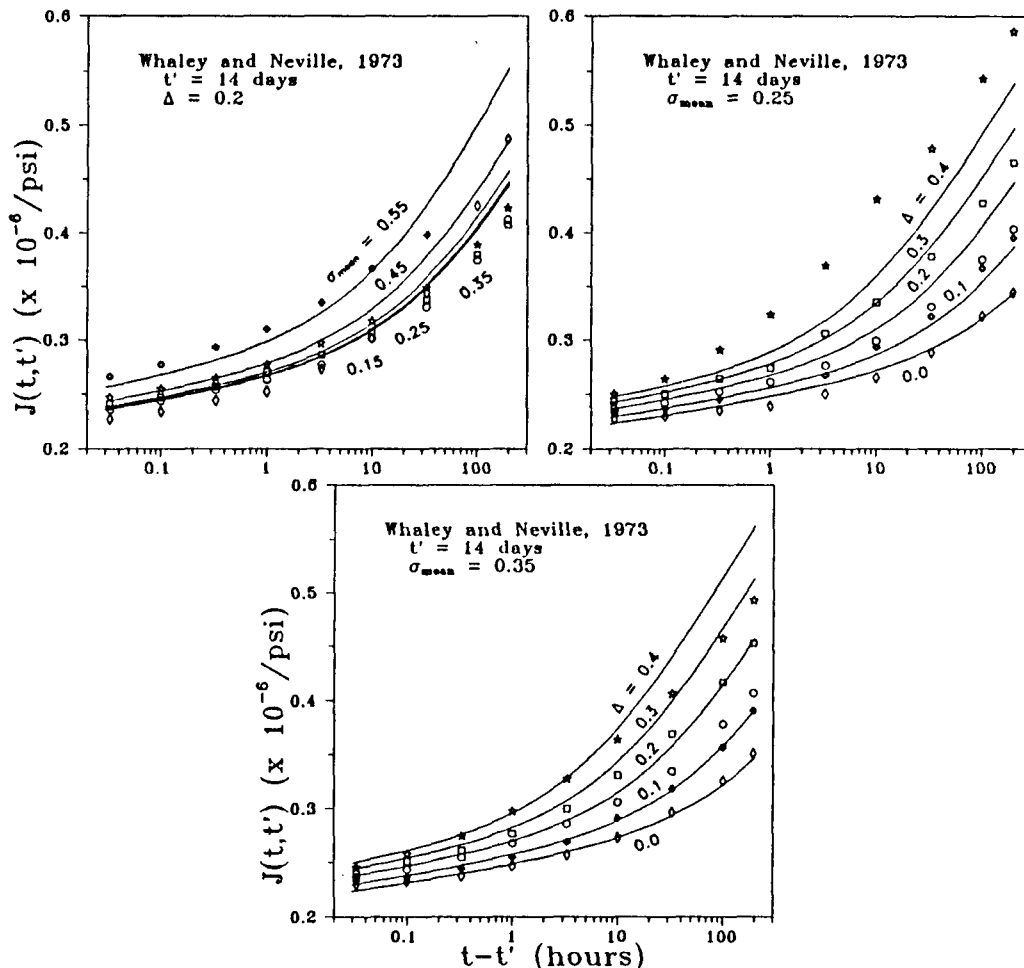 0.6
0.5
0.4
0.3
0.2
J(t,t') (x 10⁻⁶/psi)
Whaley and Neville, 1973
t' = 14 days
Δ = 0.2
σmean = 0.55
0.45
0.35
0.25
0.15
0.1
1
10
100
0.6
0.5
0.4
0.3
0.2
Whaley and Neville, 1973
t' = 14 days
σmean = 0.25
Δ = 0.4
0.3
0.2
0.1
0.0
0.1
1
10
100
0.6
0.5
0.4
0.3
0.2
J(t,t') (x 10⁻⁶/psi)
Whaley and Neville, 1973
t' = 14 days
σmean = 0.35
Δ = 0.4
0.3
0.2
0.1
0.0
0.1
1
10
100
t-t' (hours)